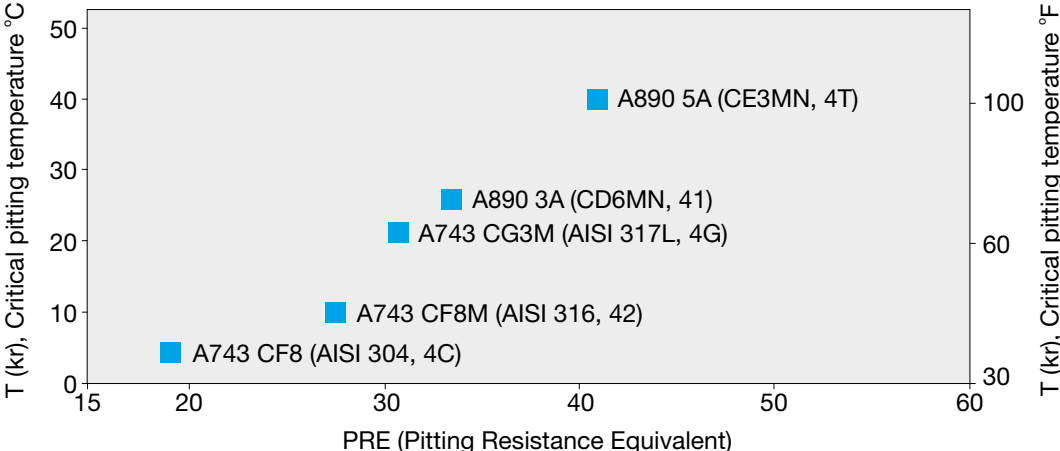 T (kr), Critical pitting temperature °C
50
40
30
20
10
0
A890 5A (CE3MN, 4T)
A890 3A (CD6MN, 41)
A743 CG3M (AISI 317L, 4G)
A743 CF8M (AISI 316, 42)
A743 CF8 (AISI 304, 4C)
100
60
30
T (kr), Critical pitting temperature °F
15 20 30 40 50 60
PRE (Pitting Resistance Equivalent)